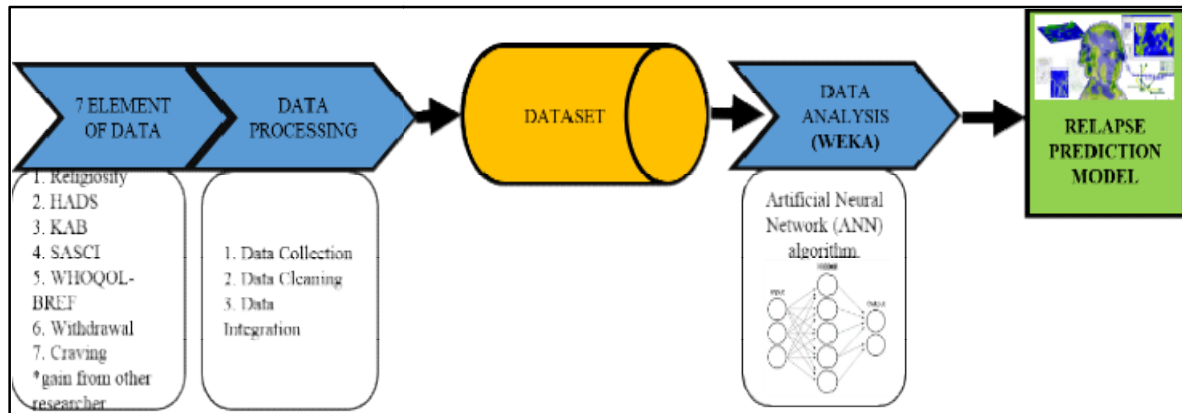 7 ELEMENT
OF DATA
DATA
PROCESSING
DATASET
DATA
ANALYSIS
(WEKA)
RELAPSE
PREDICTION
MODEL
1. Religiosity
2. HADS
3. KAB
4. SASCI
5. WHOQOL-
BREF
6. Withdrawal
7. Craving
*gain from other
researcher
1. Data Collection
2. Data Cleaning
3. Data
Integration
Artificial Neural
Network (ANN)
algorithm.